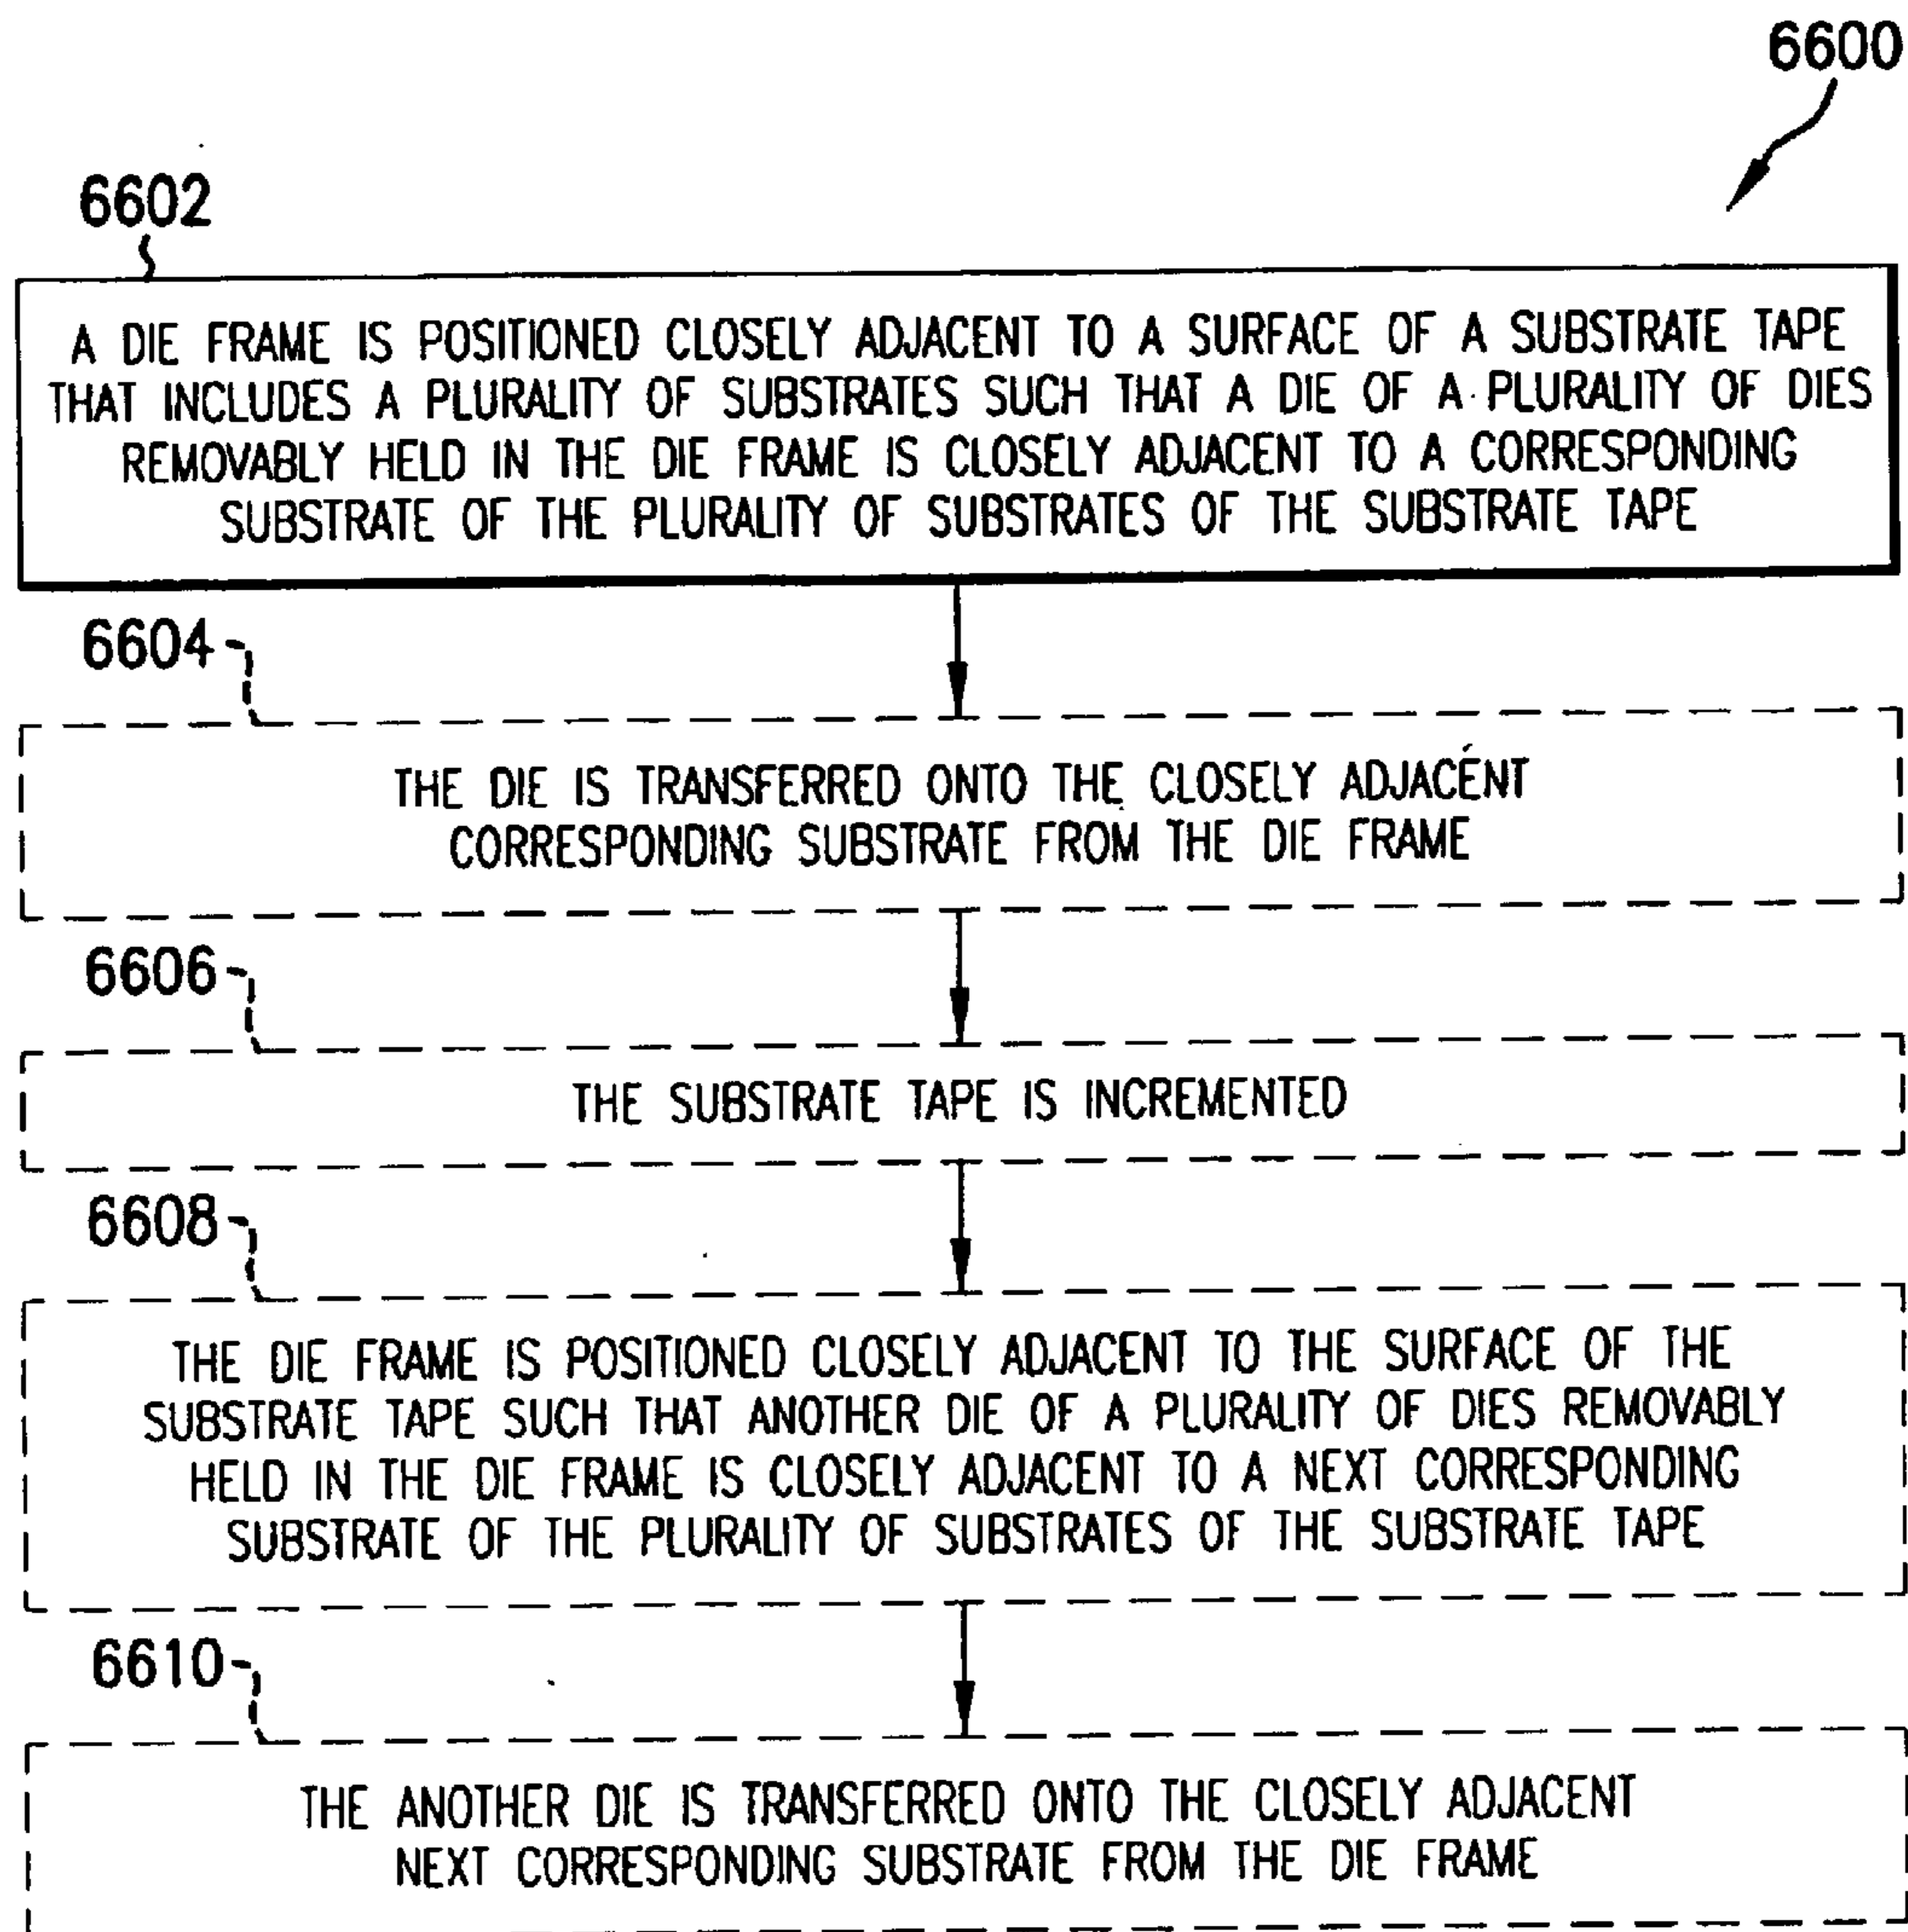 6600
6602
A DIE FRAME IS POSITIONED CLOSELY ADJACENT TO A SURFACE OF A SUBSTRATE TAPE
THAT INCLUDES A PLURALITY OF SUBSTRATES SUCH THAT A DIE OF A PLURALITY OF DIES
REMOVABLY HELD IN THE DIE FRAME IS CLOSELY ADJACENT TO A CORRESPONDING
SUBSTRATE OF THE PLURALITY OF SUBSTRATES OF THE SUBSTRATE TAPE
6604
THE DIE IS TRANSFERRED ONTO THE CLOSELY ADJACENT
CORRESPONDING SUBSTRATE FROM THE DIE FRAME
6606
THE SUBSTRATE TAPE IS INCREMENTED
6608
THE DIE FRAME IS POSITIONED CLOSELY ADJACENT TO THE SURFACE OF THE
SUBSTRATE TAPE SUCH THAT ANOTHER DIE OF A PLURALITY OF DIES REMOVABLY
HELD IN THE DIE FRAME IS CLOSELY ADJACENT TO A NEXT CORRESPONDING
SUBSTRATE OF THE PLURALITY OF SUBSTRATES OF THE SUBSTRATE TAPE
6610
THE ANOTHER DIE IS TRANSFERRED ONTO THE CLOSELY ADJACENT
NEXT CORRESPONDING SUBSTRATE FROM THE DIE FRAME